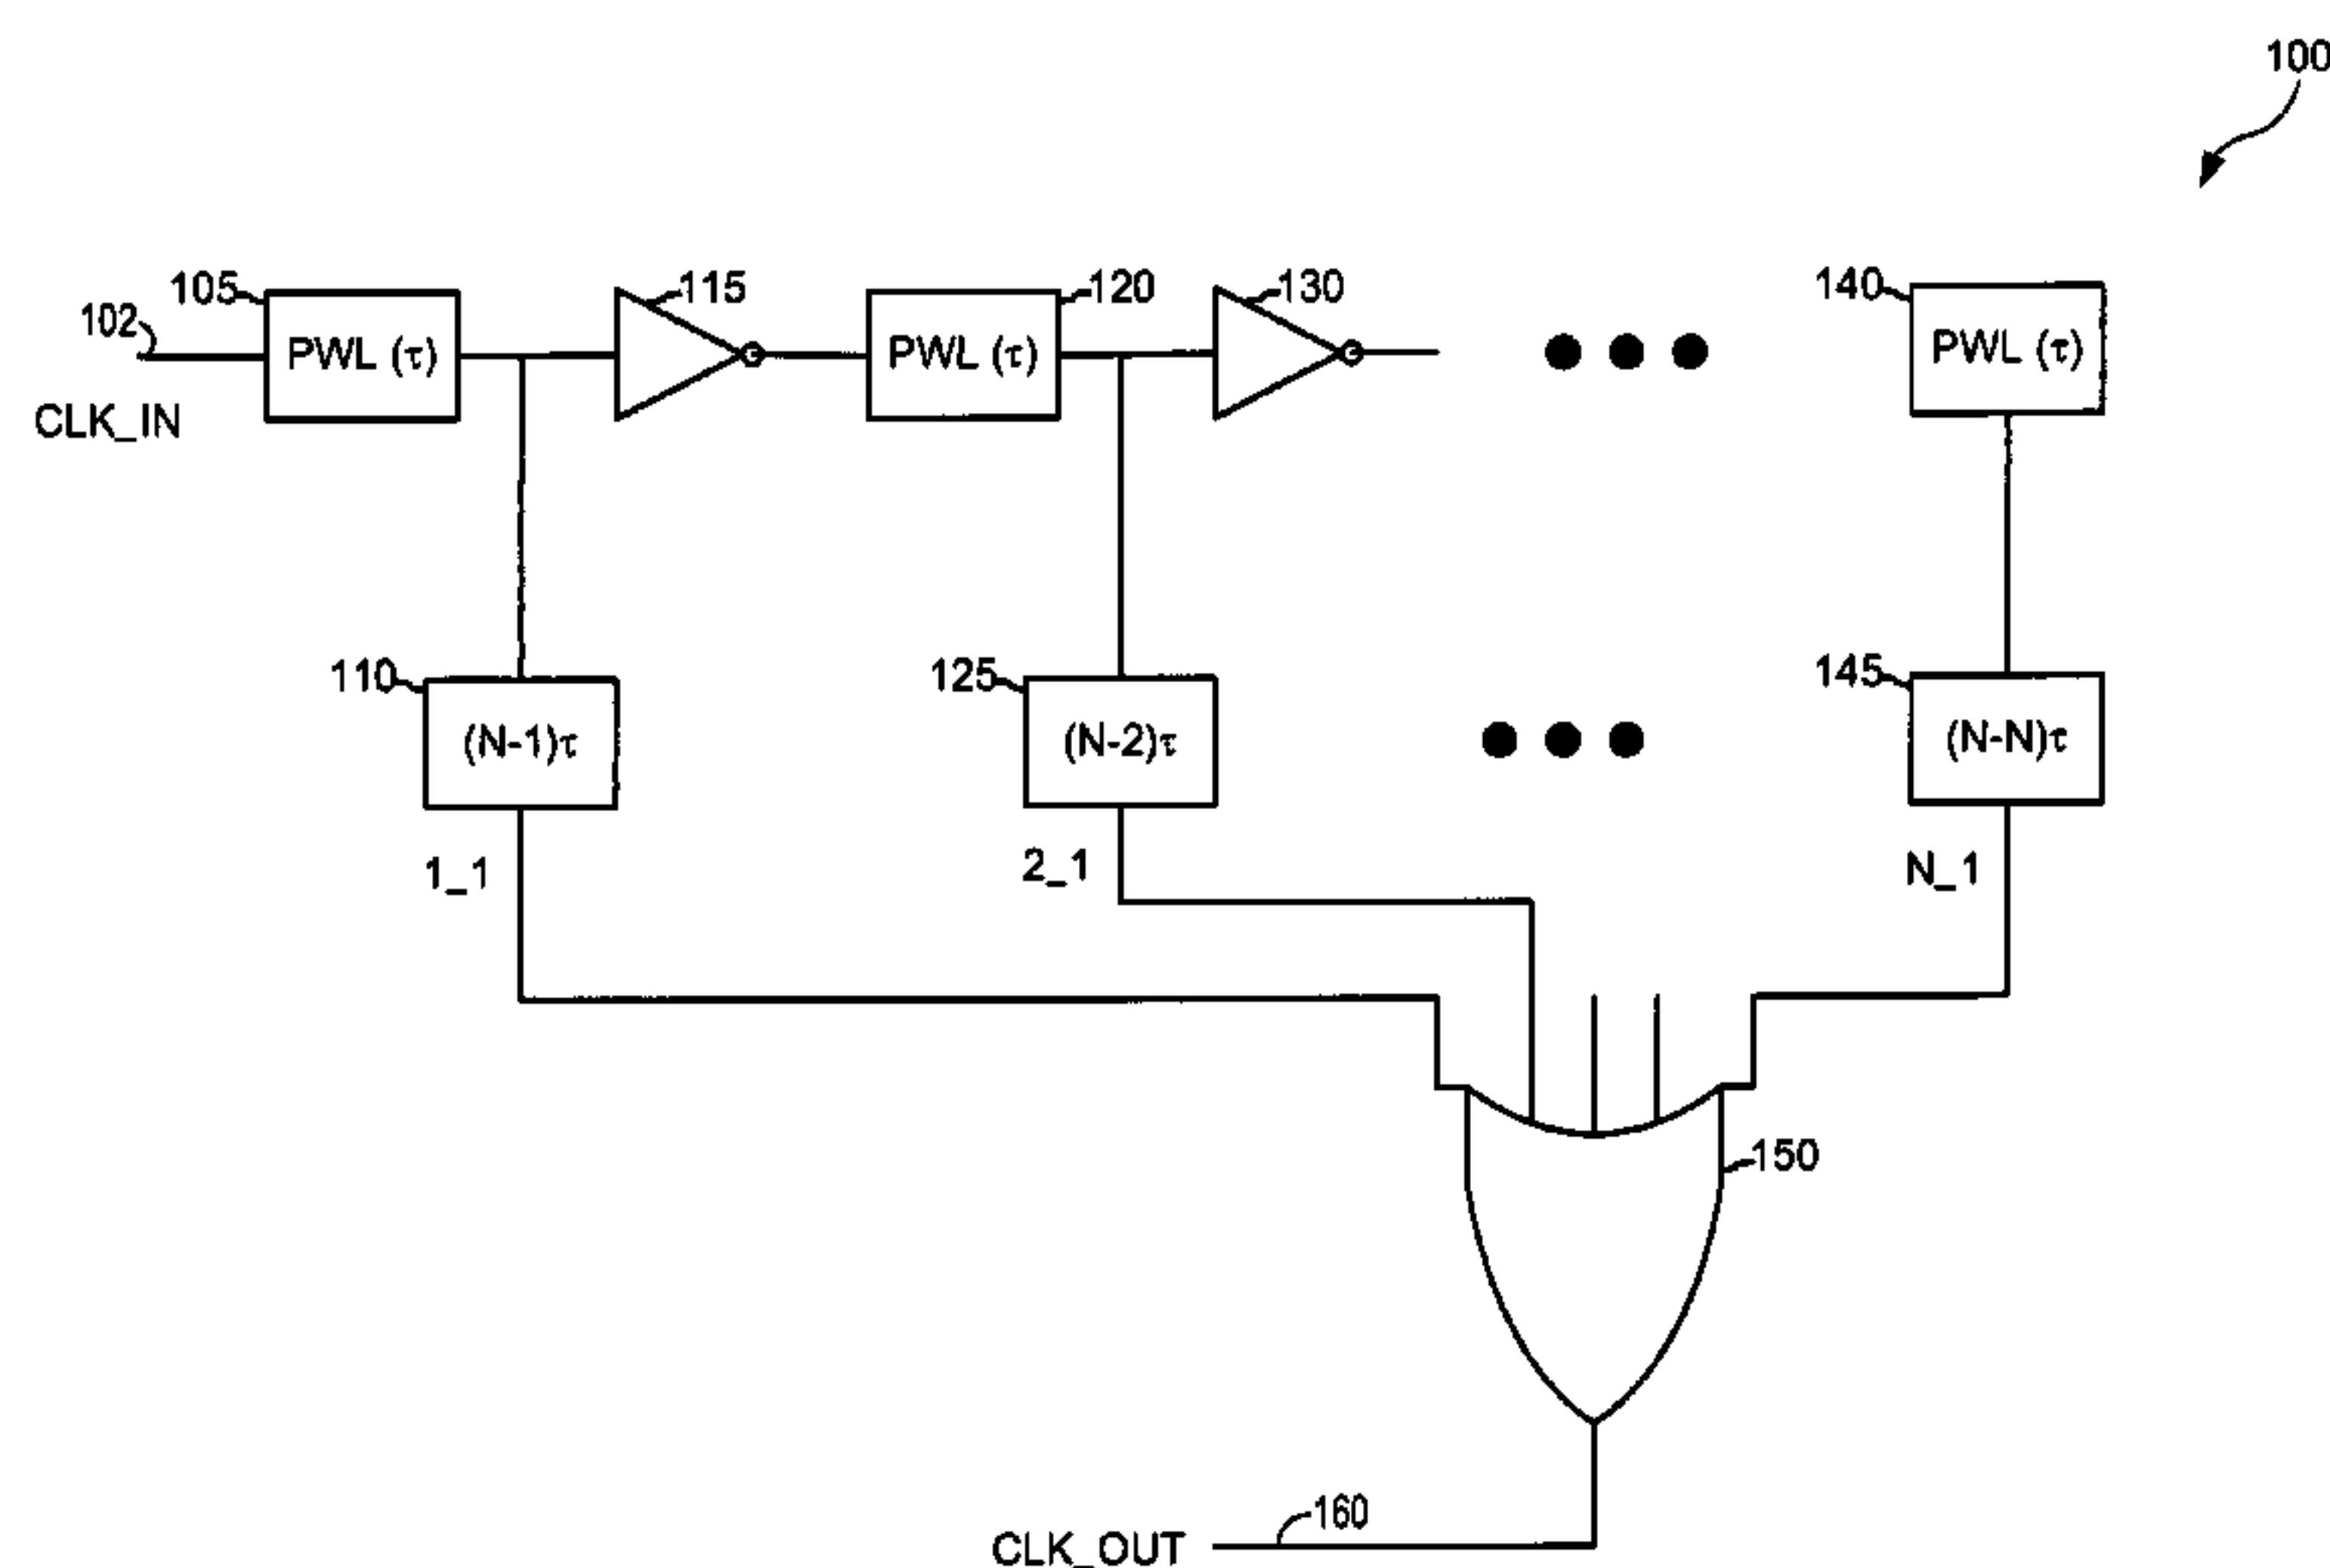 100
105
115
120
130
140
102
PWL (τ)
PWL (τ)
PWL (τ)
CLK_IN
110
125
145
(N-1)τ
(N-2)τ
(N-N)τ
1_1
2_1
N_1
150
160
CLK_OUT